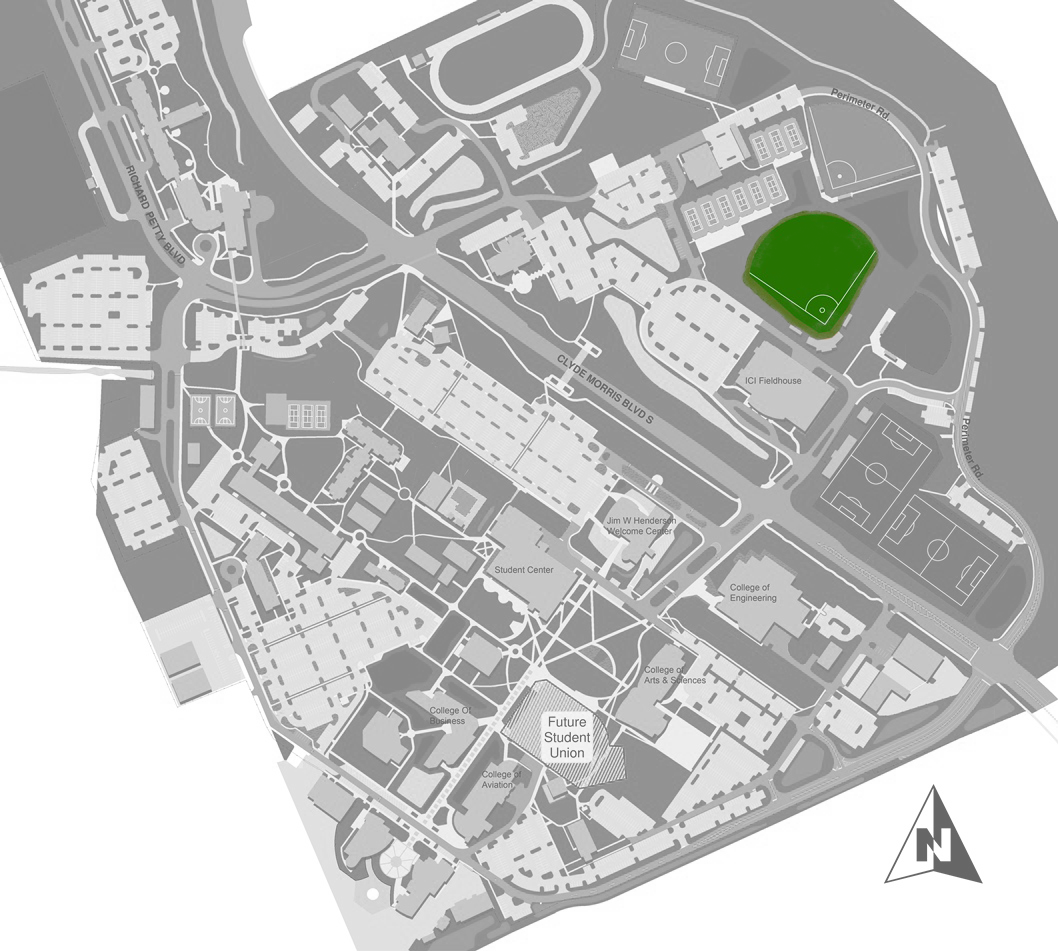 Perimeter Rd.
RICHARD PETTY BLVD
CLYDE MORRIS BLVD S
ICI Fieldhouse
Perimeter Rd
Jim W Henderson
Welcome Center
Student Center
College of
Engineering
College of
Arts & Sciences
College Of
Business
Future
Student
Union
College of
Aviation
N